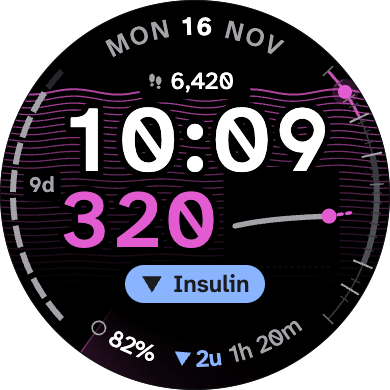 MON 16 NOV
6,420
10:09
9d
320
▼ Insulin
82%
▼2u 1h 20m